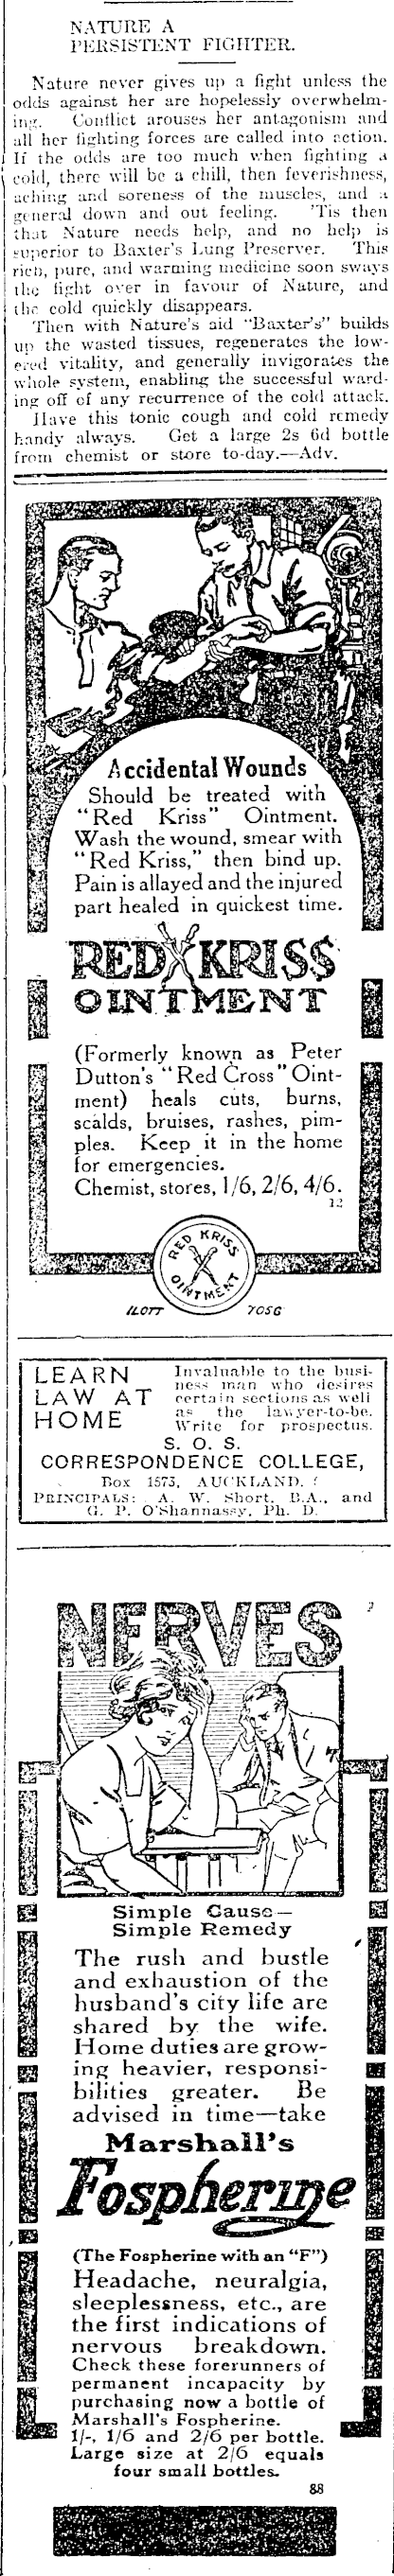 NATURE A
PERSISTENT FIGHTER.
Nature never gives up a fight unless the
odds against her are hopelessly overwhelm-
ing. Conflict arouses her antagonism and
all her fighting forces are called into action.
If the odds are too much when fighting a
cold, there will be a chill, then feverishness,
aching and soreness of the muscles, and a
general down and out feeling. 'Tis then
that Nature needs help, and no help is
superior to Baxter's Lung Preserver. This
rich, pure, and warming medicine soon sways
the fight over in favour of Nature, and
the cold quickly disappears.
Then with Nature's aid "Baxter's" builds
up the wasted tissues, regenerates the low-
ered vitality, and generally invigorates the
whole system, enabling the successful ward-
ing off of any recurrence of the cold attack.
Have this tonic cough and cold remedy
handy always. Get a large 2s 6d bottle
from chemist or store to-day.—Adv.
Accidental Wounds
Should be treated with
"Red Kriss" Ointment.
Wash the wound, smear with
"Red Kriss," then bind up.
Pain is allayed and the injured
part healed in quickest time.
RED KRISS
OINTMENT
(Formerly known as Peter
Dutton's "Red Cross" Oint-
ment) heals cuts, burns,
scalds, bruises, rashes, pim-
ples. Keep it in the home
for emergencies.
Chemist, stores, 1/6, 2/6, 4/6.
12
RED KRISS
OINTMENT
ILOTT 705G
LEARN
LAW AT
HOME
Invaluable to the busi-
ness man who desires
certain sections as well
as the lawyer-to-be.
Write for prospectus.
S. O. S.
CORRESPONDENCE COLLEGE,
Box 1573, AUCKLAND.
PRINCIPALS: A. W. Short, B.A., and
G. P. O'Shannassy, Ph. D.
NERVES
Simple Cause—
Simple Remedy
The rush and bustle
and exhaustion of the
husband's city life are
shared by the wife.
Home duties are grow-
ing heavier, responsi-
bilities greater. Be
advised in time—take
Marshall's
Fospherine
(The Fospherine with an "F")
Headache, neuralgia,
sleeplessness, etc., are
the first indications of
nervous breakdown.
Check these forerunners of
permanent incapacity by
purchasing now a bottle of
Marshall's Fospherine.
1/-, 1/6 and 2/6 per bottle.
Large size at 2/6 equals
four small bottles.
88